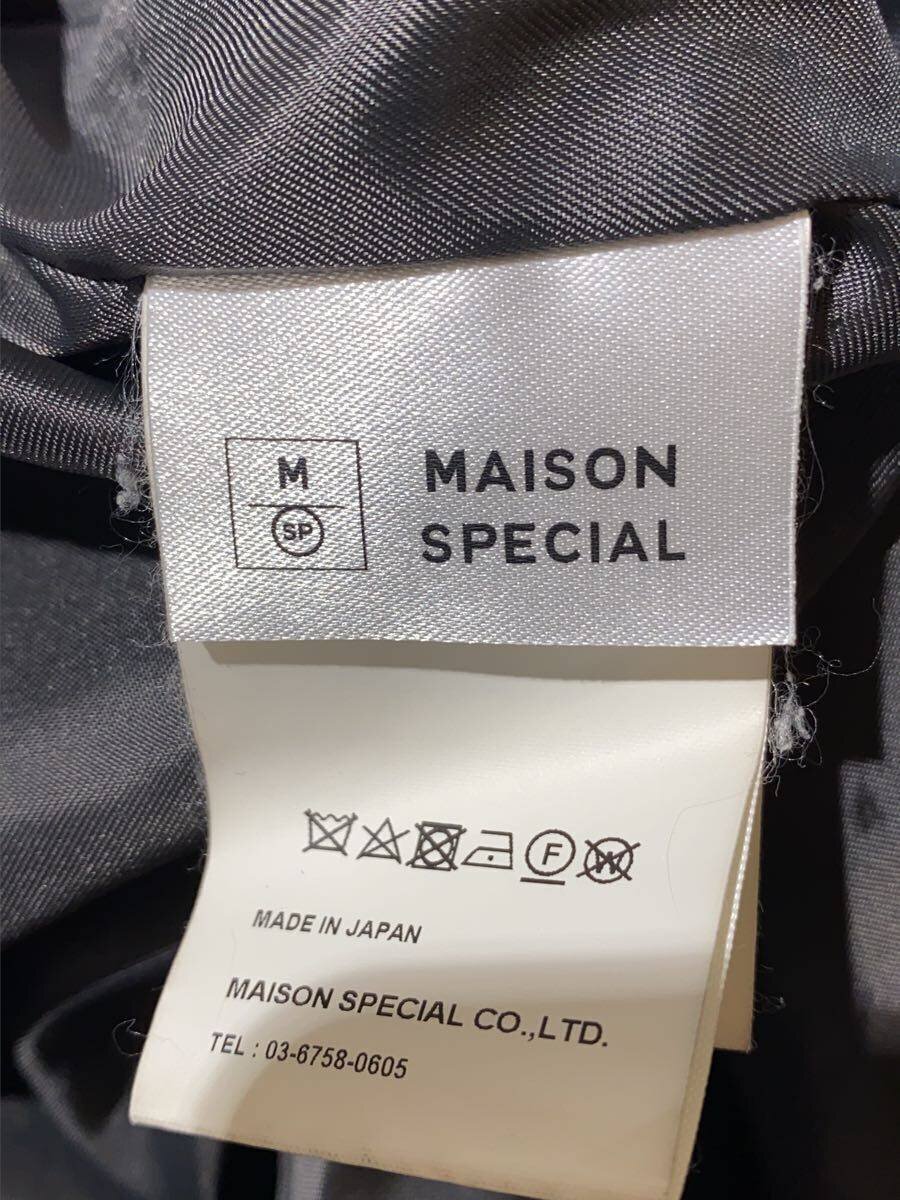 M
SP
MAISON
SPECIAL
F
W
MADE IN JAPAN
MAISON SPECIAL CO.,LTD.
TEL : 03-6758-0605